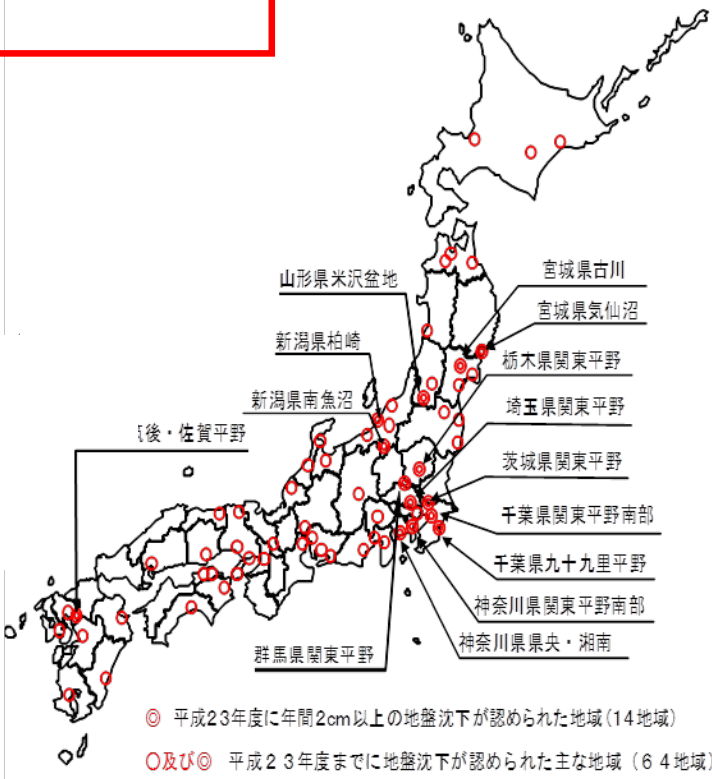 宮城県古川
山形県米沢盆地
宮城県気仙沼
新潟県柏崎
栃木県関東平野
新潟県南魚沼
埼玉県関東平野
後・佐賀平野
茨城県関東平野
千葉県関東平野南部
千葉県九十九里平野
神奈川県関東平野南部
神奈川県県央・湘南
群馬県関東平野
◎ 平成23年度に年間2cm以上の地盤沈下が認められた地域(14地域)
○及び◎ 平成23年度までに地盤沈下が認められた主な地域(64地域)